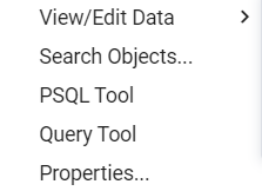 View/Edit Data >
Search Objects...
PSQL Tool
Query Tool
Properties...